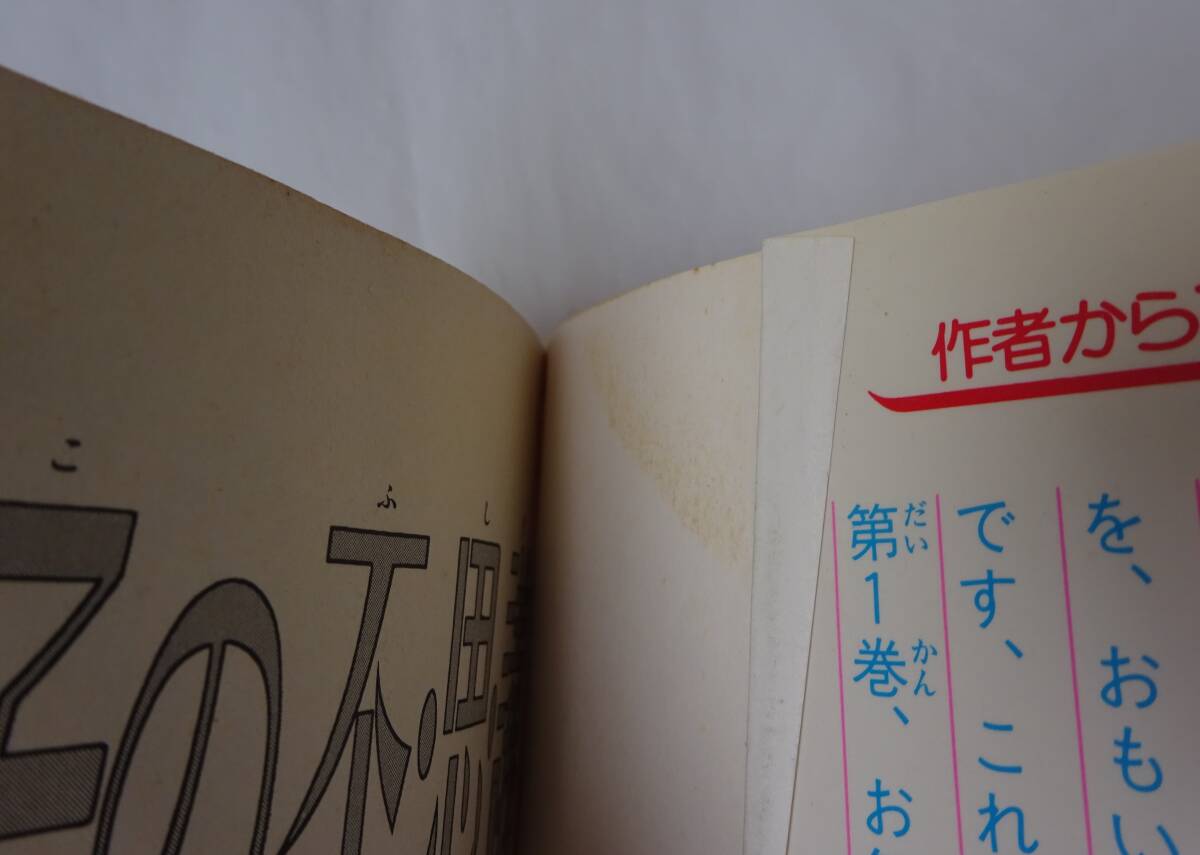 作者から
を、おもい
です、これ
第1巻、お
だい
かん
子の不思
こ
ふし